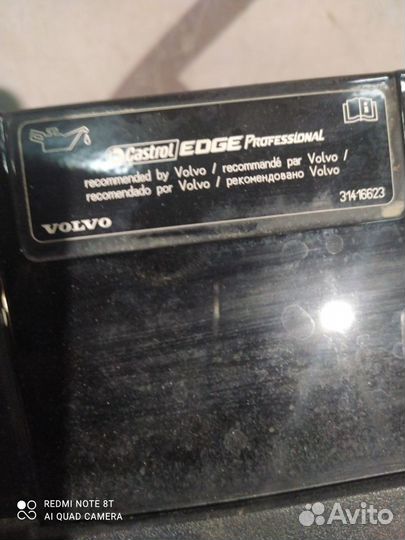 Castrol EDGE PROFESSIONAL
recommended by Volvo / recommandé par Volvo /
recomendado por Volvo / рекомендовано Volvo
31416623
VOLVO
REDMI NOTE 8T
AI QUAD CAMERA
Avito